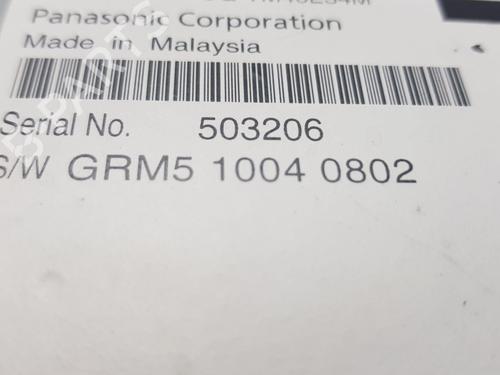 Panasonic Corporation
Made in Malaysia
Serial No. 503206
S/W GRM5 1004 0802